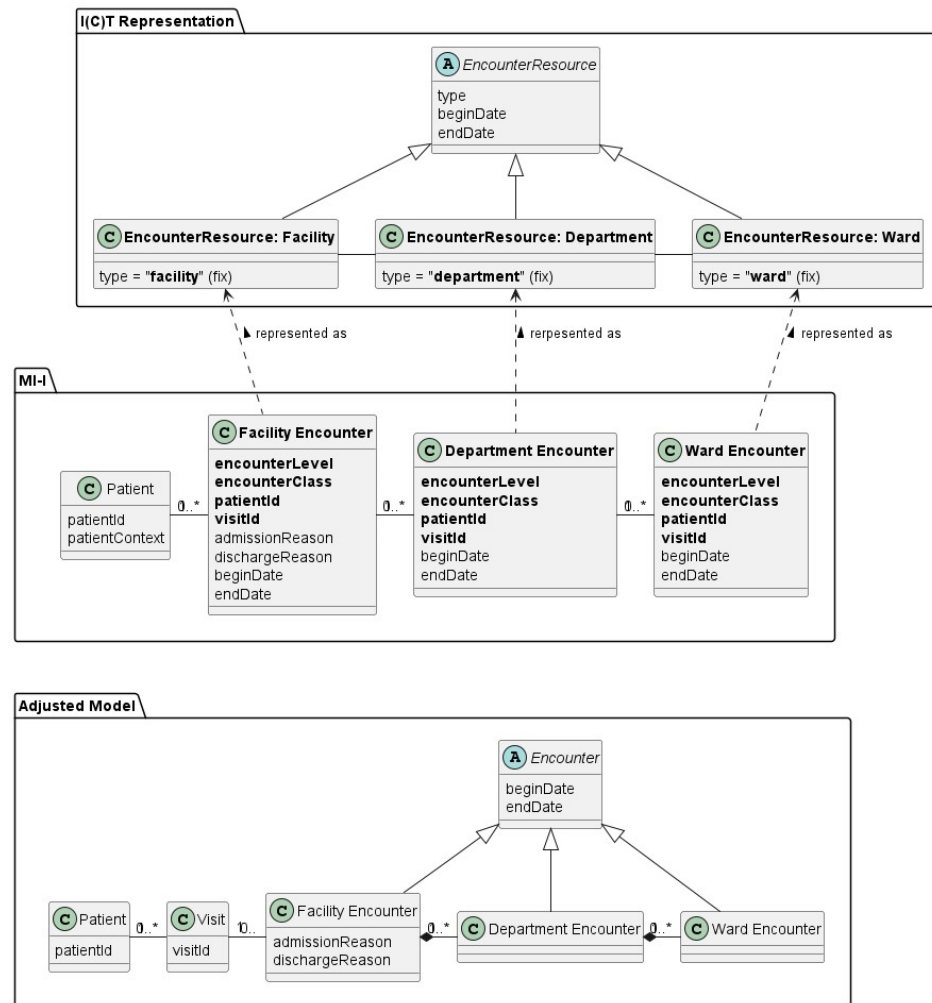 I(C)T Representation
A EncounterResource
type
beginDate
endDate
C EncounterResource: Facility
type = "facility" (fix)
C EncounterResource: Department
type = "department" (fix)
C EncounterResource: Ward
type = "ward" (fix)
represented as
rerpesented as
represented as
MI-I
C Patient
patientId
patientContext
0..*
C Facility Encounter
encounterLevel
encounterClass
patientId
visitId
admissionReason
dischargeReason
beginDate
endDate
0..*
C Department Encounter
encounterLevel
encounterClass
patientId
visitId
beginDate
endDate
0..*
C Ward Encounter
encounterLevel
encounterClass
patientId
visitId
beginDate
endDate
Adjusted Model
A Encounter
beginDate
endDate
C Patient
patientId
0..*
C Visit
visitId
10..
C Facility Encounter
admissionReason
dischargeReason
0..*
C Department Encounter
0..*
C Ward Encounter